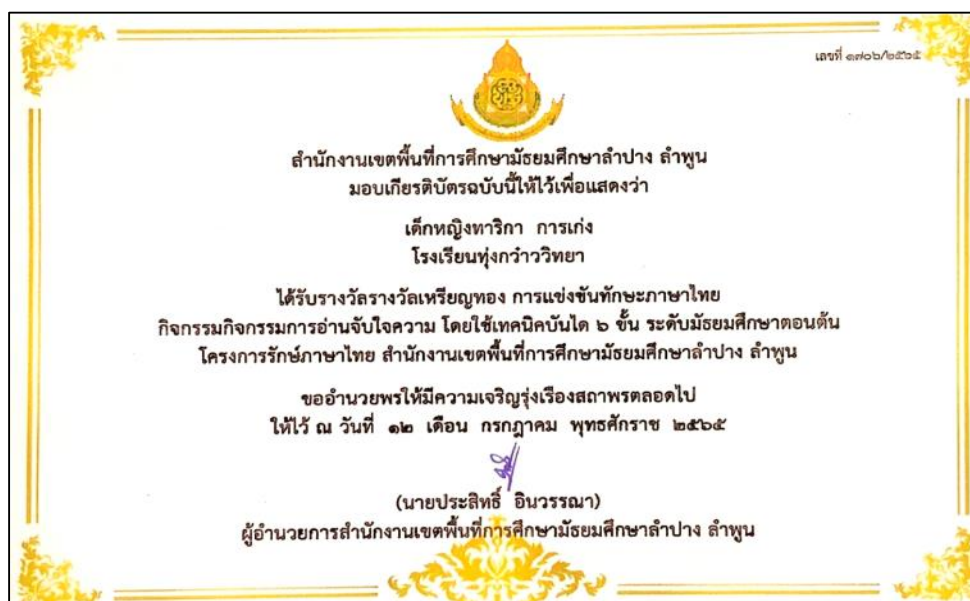 เลขที่ ๑๗๐๖/๒๕๖๕
สำนักงานเขตพื้นที่การศึกษามัธยมศึกษาลำปาง ลำพูน
มอบเกียรติบัตรฉบับนี้ให้ไว้เพื่อแสดงว่า
เด็กหญิงทาริกา การเก่ง
โรงเรียนทุ่งกว๋าววิทยา
ได้รับรางวัลรางวัลเหรียญทอง การแข่งขันทักษะภาษาไทย
กิจกรรมกิจกรรมการอ่านจับใจความ โดยใช้เทคนิคบันได ๖ ขั้น ระดับมัธยมศึกษาตอนต้น
โครงการรักษ์ภาษาไทย สำนักงานเขตพื้นที่การศึกษามัธยมศึกษาลำปาง ลำพูน
ขออำนวยพรให้มีความเจริญรุ่งเรืองสถาพรตลอดไป
ให้ไว้ ณ วันที่ ๑๒ เดือน กรกฎาคม พุทธศักราช ๒๕๖๕
(นายประสิทธิ์ อินวรรณา)
ผู้อำนวยการสำนักงานเขตพื้นที่การศึกษามัธยมศึกษาลำปาง ลำพูน